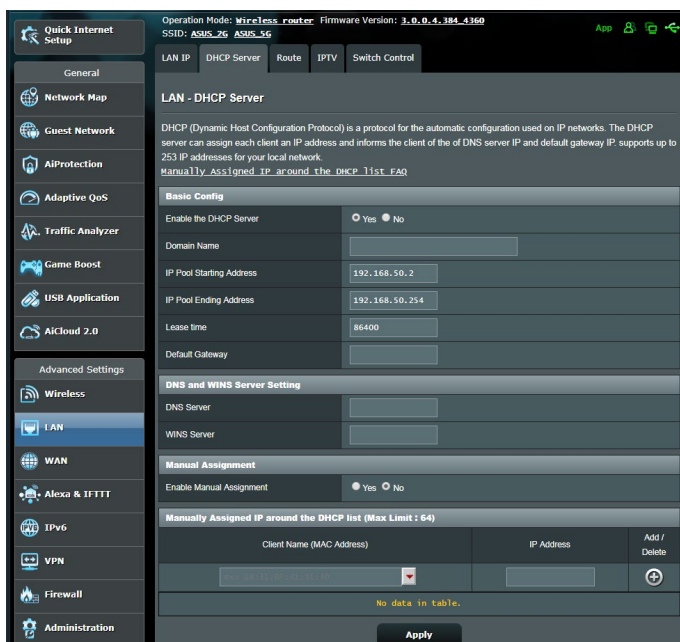 Quick Internet Setup
Operation Mode: Wireless router Firmware Version: 3.0.0.4.384_4360
SSID: ASUS_2G ASUS_5G
App
LAN IP DHCP Server Route IPTV Switch Control
General
Network Map
Guest Network
AiProtection
Adaptive QoS
Traffic Analyzer
Game Boost
USB Application
AiCloud 2.0
Advanced Settings
Wireless
LAN
WAN
Alexa & IFTTT
IPv6
VPN
Firewall
Administration
LAN - DHCP Server
DHCP (Dynamic Host Configuration Protocol) is a protocol for the automatic configuration used on IP networks. The DHCP
server can assign each client an IP address and informs the client of the of DNS server IP and default gateway IP. supports up to
253 IP addresses for your local network.
Manually Assigned IP around the DHCP list FAQ
Basic Config
Enable the DHCP Server Yes No
Domain Name
IP Pool Starting Address 192.168.50.2
IP Pool Ending Address 192.168.50.254
Lease time 86400
Default Gateway
DNS and WINS Server Setting
DNS Server
WINS Server
Manual Assignment
Enable Manual Assignment Yes No
Manually Assigned IP around the DHCP list (Max Limit : 64)
Client Name (MAC Address) IP Address Add / Delete
No data in table.
Apply